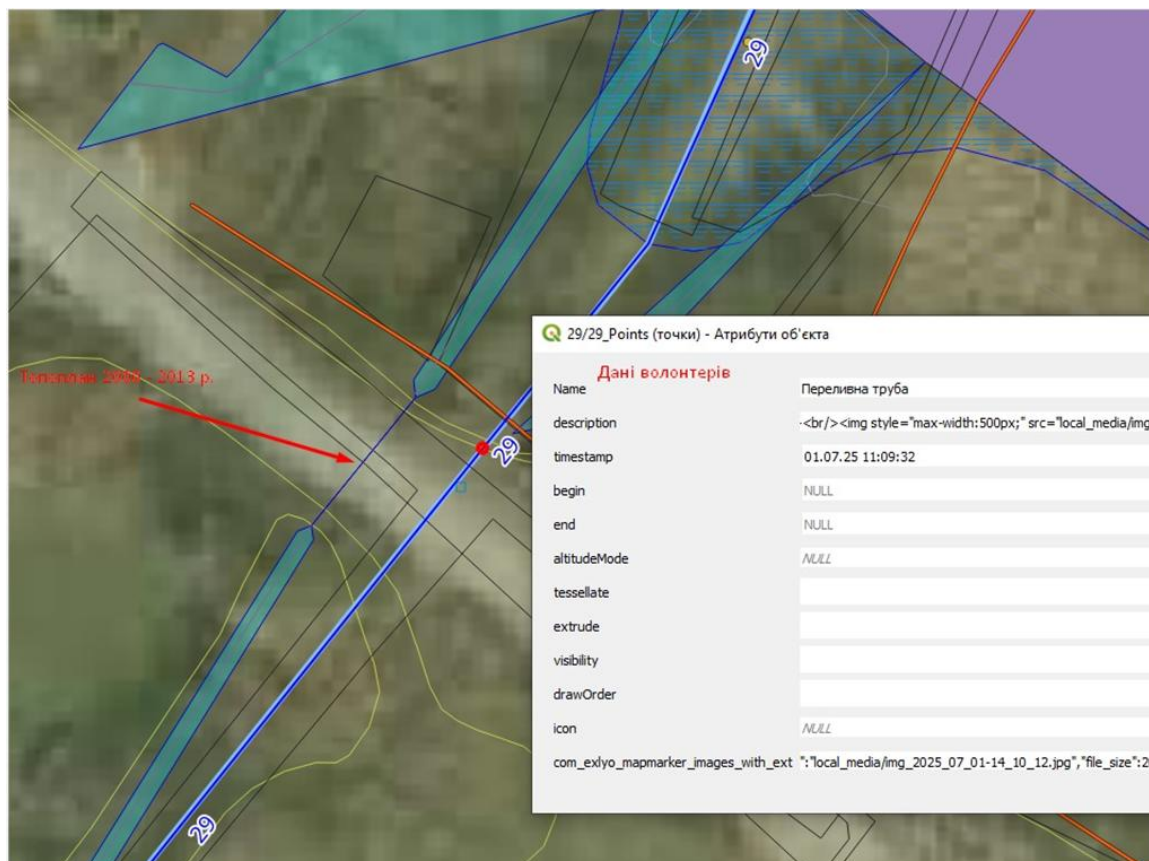 29
29/29_Points (точки) - Атрибути об'єкта
Дані волонтерів
Name Переливна труба
description -<br/><img style="max-width:500px;" src="local_media/img
timestamp 01.07.25 11:09:32
begin NULL
end NULL
altitudeMode NULL
tessellate
extrude
visibility
drawOrder
icon NULL
com_exlyo_mapmarker_images_with_ext ":"local_media/img_2025_07_01-14_10_12.jpg","file_size":2
Топоплан 2008 - 2013 р.
29
29